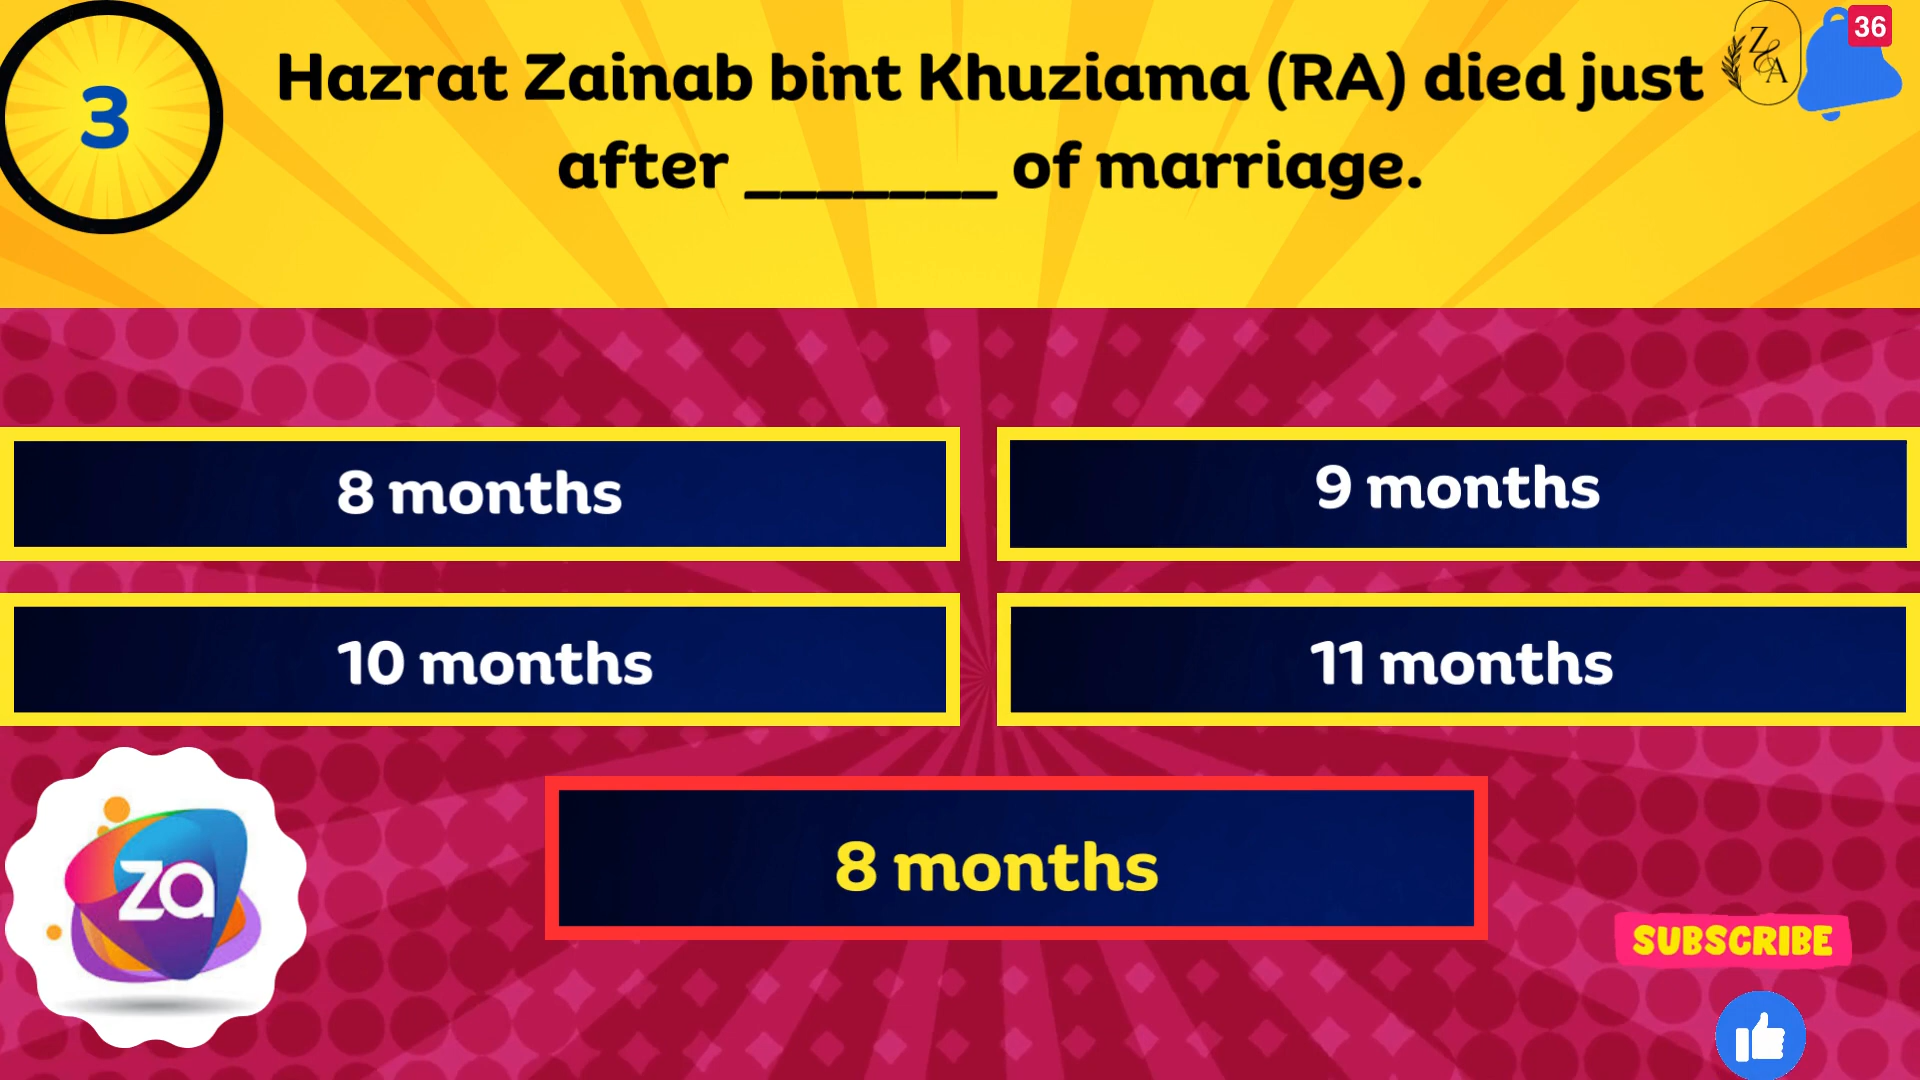 3
Hazrat Zainab bint Khuziama (RA) died just
after _______ of marriage.
Z&A
36
8 months
9 months
10 months
11 months
za
8 months
SUBSCRIBE